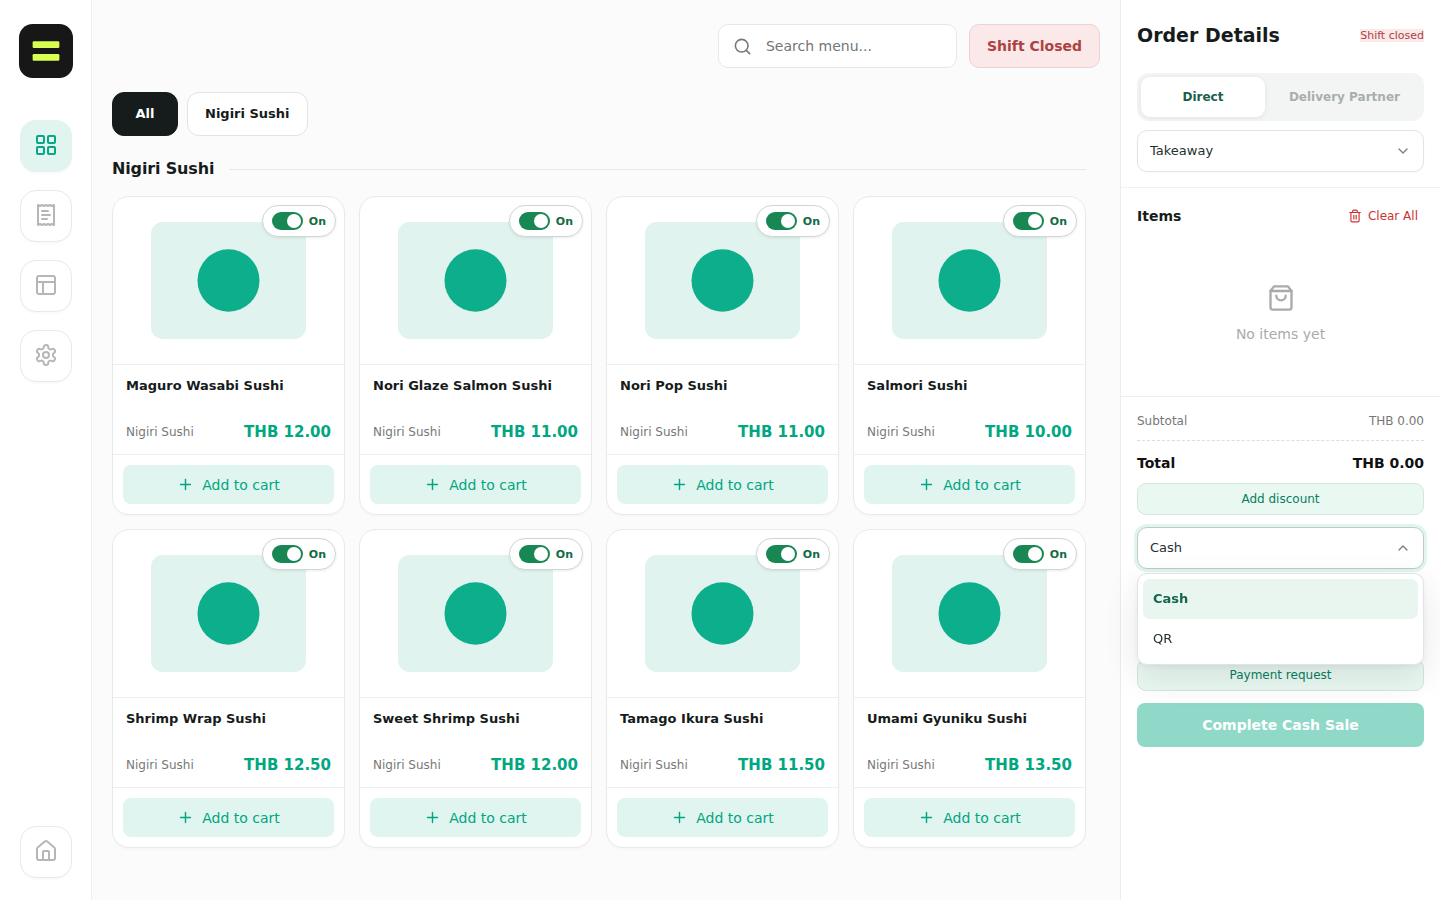 Search menu...
Shift Closed
All
Nigiri Sushi
Nigiri Sushi
On
On
On
On
Maguro Wasabi Sushi
Nori Glaze Salmon Sushi
Nori Pop Sushi
Salmori Sushi
Nigiri Sushi THB 12.00
Nigiri Sushi THB 11.00
Nigiri Sushi THB 11.00
Nigiri Sushi THB 10.00
Add to cart
Add to cart
Add to cart
Add to cart
On
On
On
On
Shrimp Wrap Sushi
Sweet Shrimp Sushi
Tamago Ikura Sushi
Umami Gyuniku Sushi
Nigiri Sushi THB 12.50
Nigiri Sushi THB 12.00
Nigiri Sushi THB 11.50
Nigiri Sushi THB 13.50
Add to cart
Add to cart
Add to cart
Add to cart
Order Details
Shift closed
Direct
Delivery Partner
Takeaway
Items
Clear All
No items yet
Subtotal THB 0.00
Total THB 0.00
Add discount
Cash
Cash
QR
Payment request
Complete Cash Sale